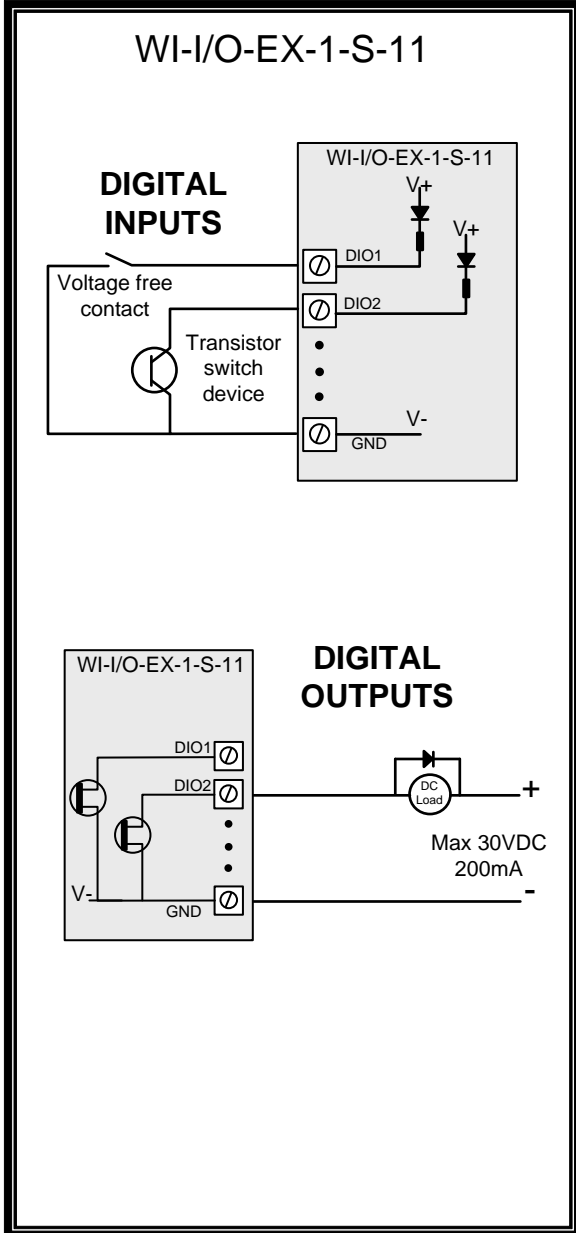 WI-I/O-EX-1-S-11
DIGITAL
INPUTS
WI-I/O-EX-1-S-11
V+
V+
DIO1
Voltage free
contact
DIO2
Transistor
switch
device
V-
GND
WI-I/O-EX-1-S-11
DIGITAL
OUTPUTS
DIO1
DIO2
DC
Load
+
Max 30VDC
200mA
-
V-
GND